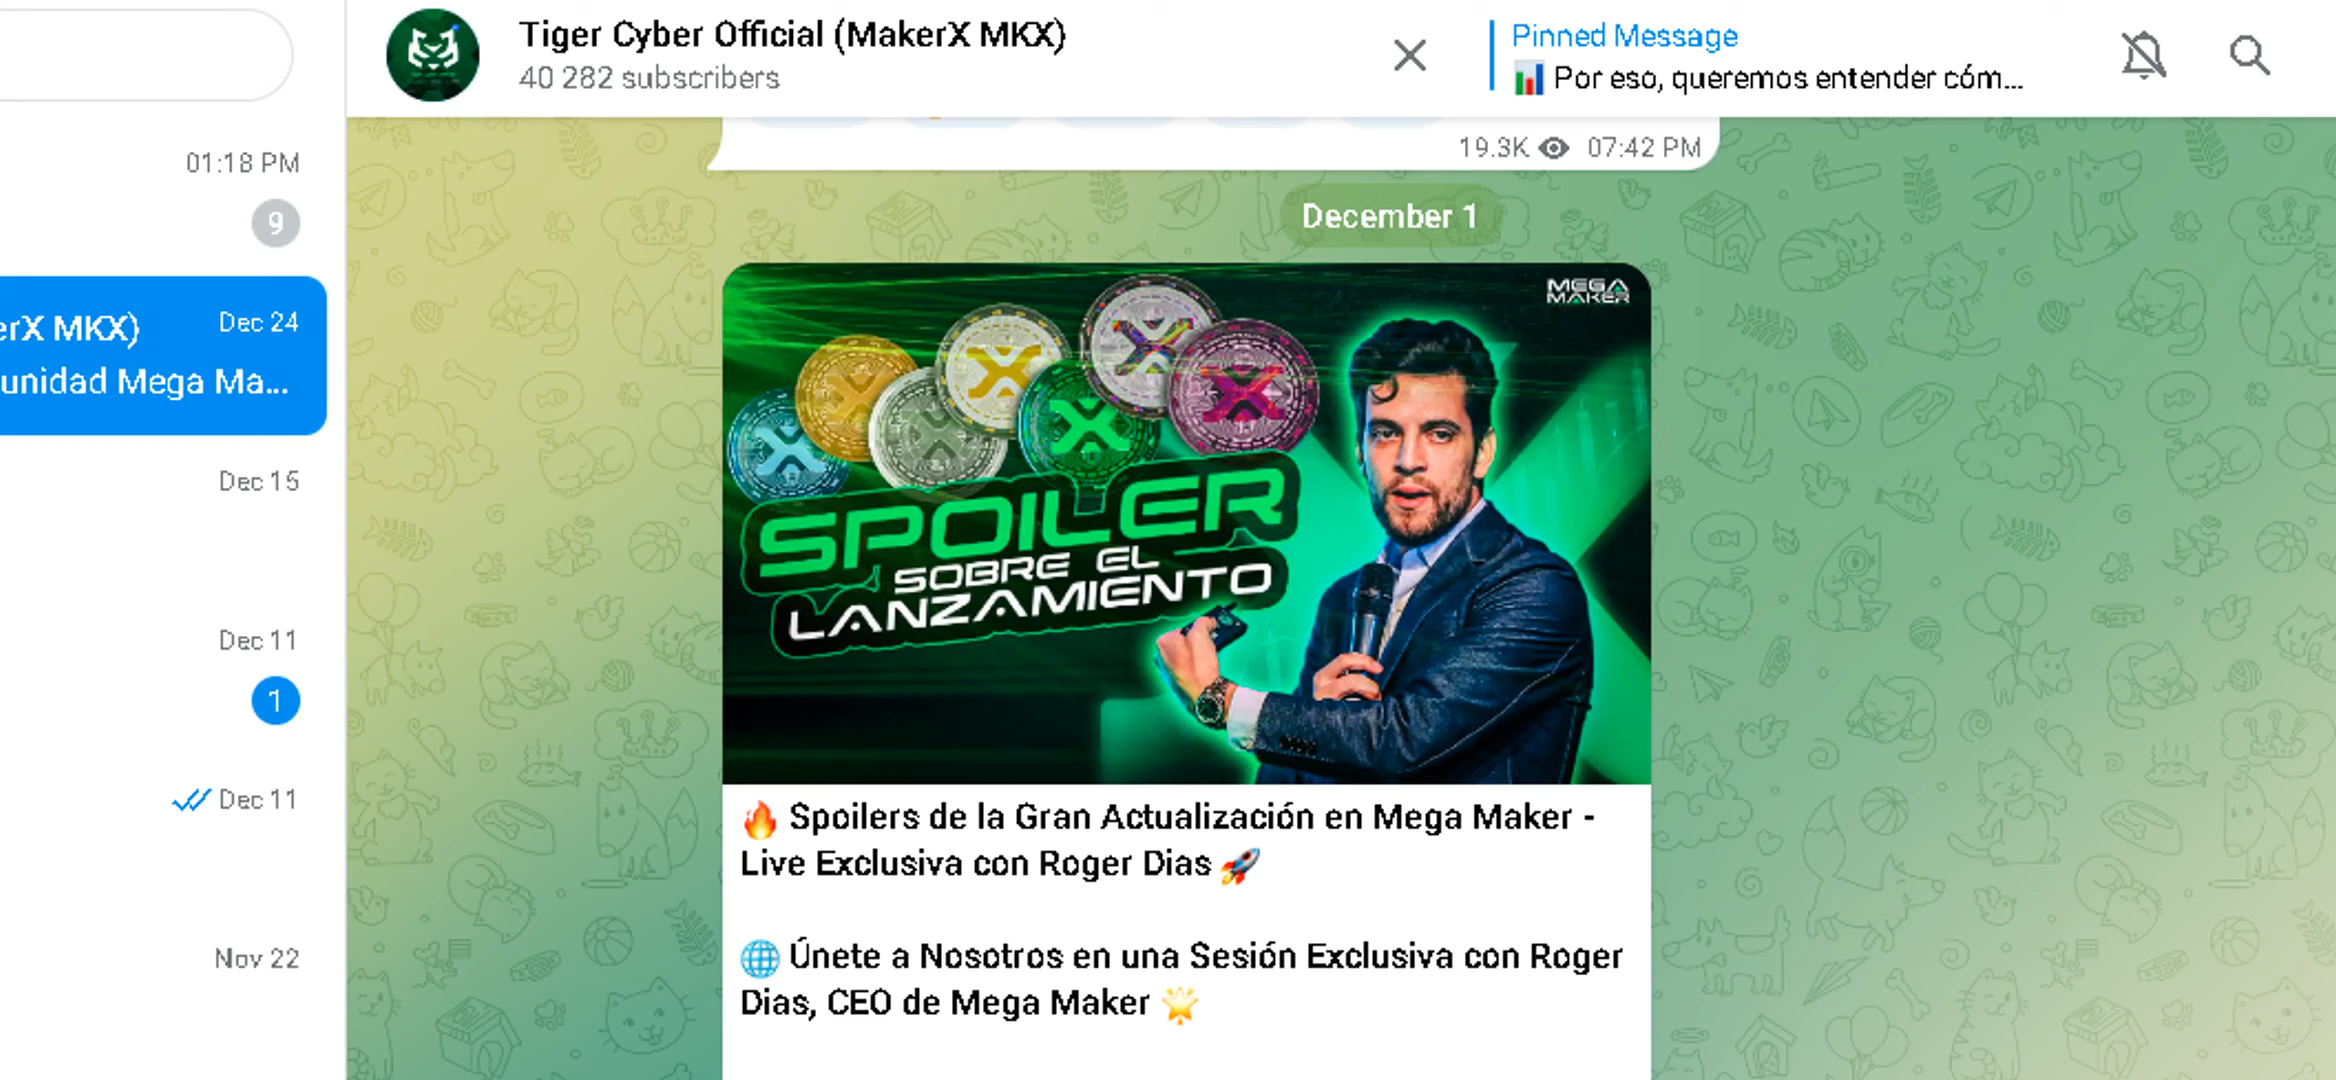 Tiger Cyber Official (MakerX MKX)
40 282 subscribers
Pinned Message
Por eso, queremos entender cóm...
01:18 PM
9
erX MKX)
Dec 24
unidad Mega Ma...
Dec 15
Dec 11
1
Dec 11
Nov 22
19.3K 07:42 PM
December 1
MEGA
MAKER
SPOILER
SOBRE EL
LANZAMIENTO
Spoilers de la Gran Actualización en Mega Maker -
Live Exclusiva con Roger Dias
Únete a Nosotros en una Sesión Exclusiva con Roger
Dias, CEO de Mega Maker